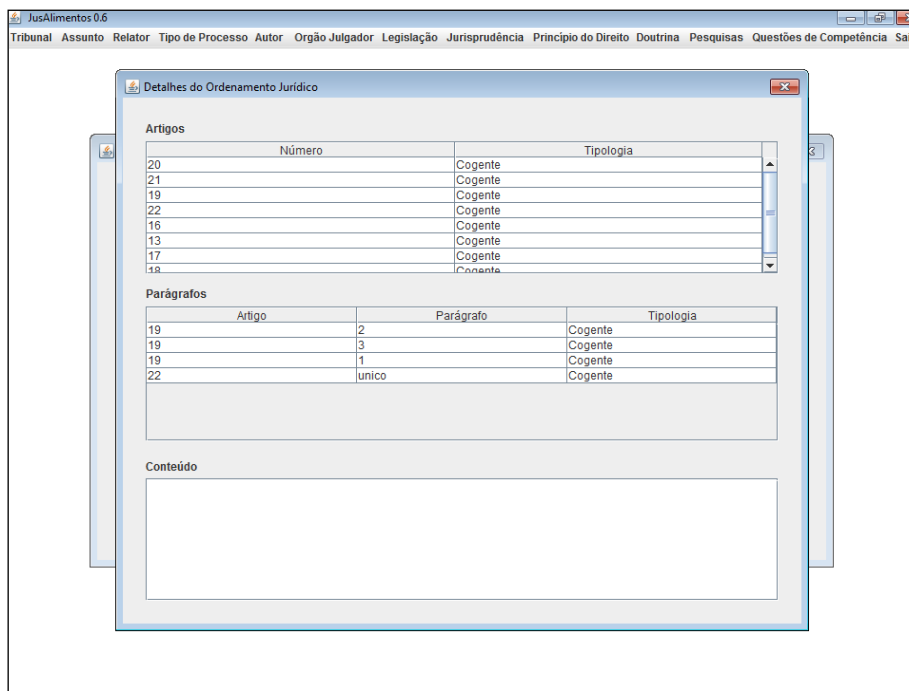 JusAlimentos 0.6
Tribunal Assunto Relator Tipo de Processo Autor Orgão Julgador Legislação Jurisprudência Princípio do Direito Doutrina Pesquisas Questões de Competência Sai
Detalhes do Ordenamento Jurídico
Artigos
Número Tipologia
20 Cogente
21 Cogente
19 Cogente
22 Cogente
16 Cogente
13 Cogente
17 Cogente
18 Cogente
Parágrafos
Artigo Parágrafo Tipologia
19 2 Cogente
19 3 Cogente
19 1 Cogente
22 unico Cogente
Conteúdo